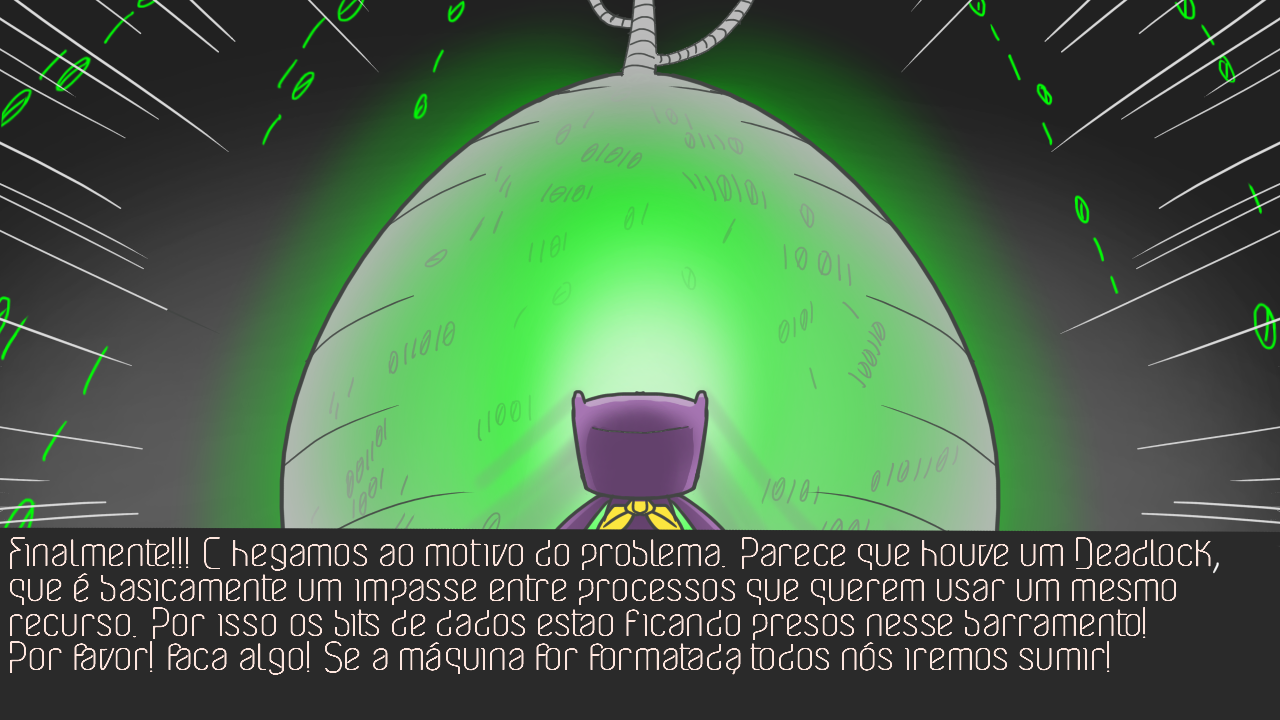 Finalmente!!! Chegamos ao motivo do problema. Parece que houve um Deadlock,
que é basicamente um impasse entre processos que querem usar um mesmo
recurso. Por isso os bits de dados estao ficando presos nesse barramento!
Por favor! faca algo! Se a máquina for formatada, todos nós iremos sumir!